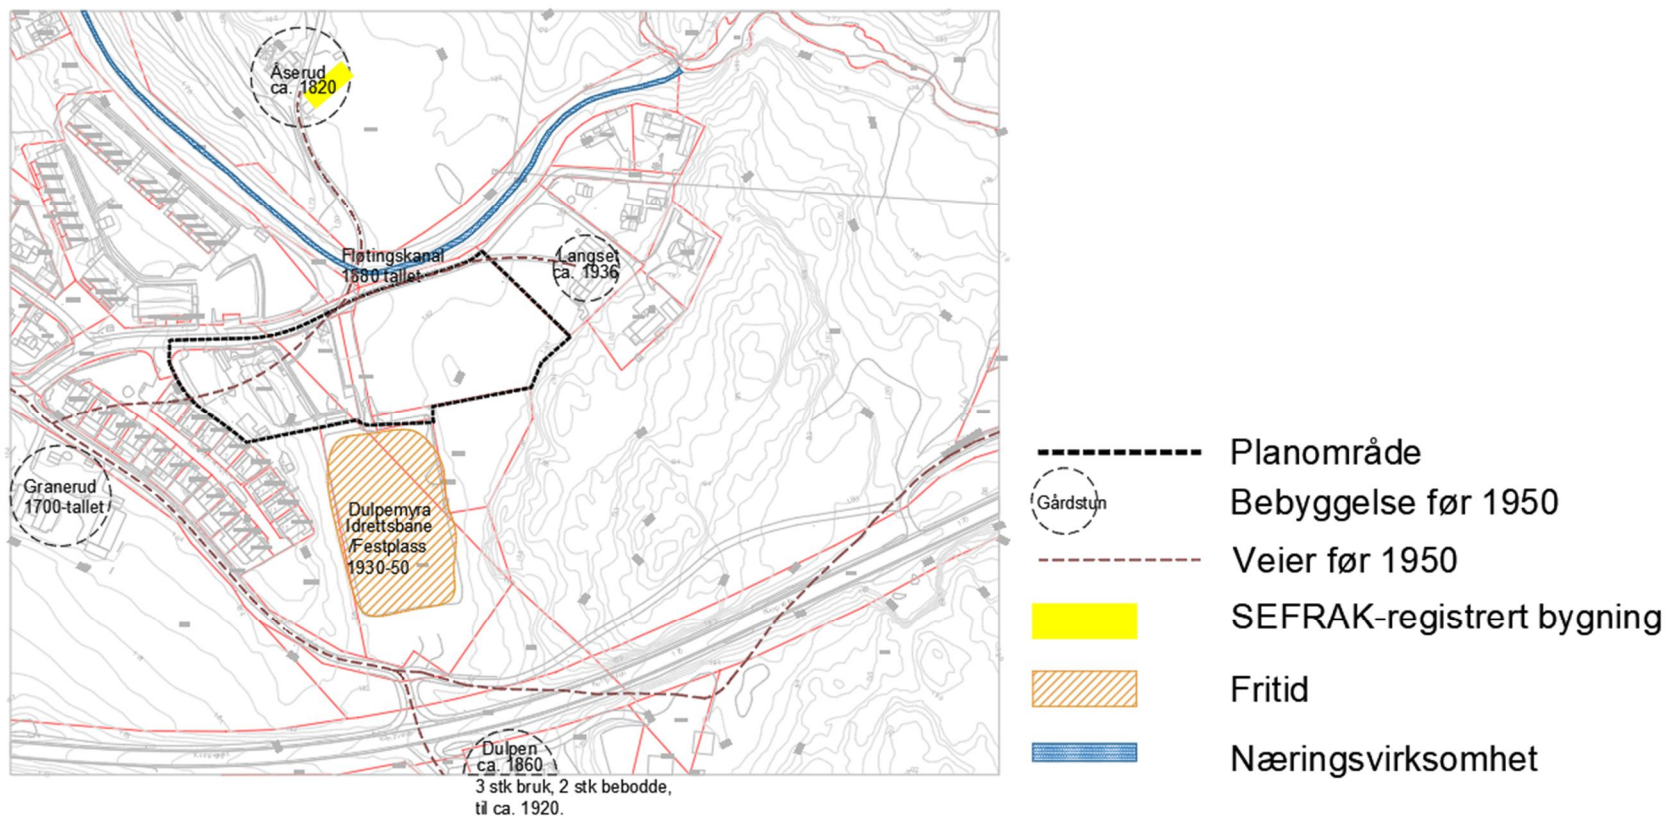 Åserud
ca. 1820
Fløtingskanal
1880 tallet
Langset
ca. 1936
Granerud
1700-tallet
Dulpemyra
Idrettsbane
/Festplass
1930-50
Dulpen
ca. 1860
3 stk bruk, 2 stk bebodde,
til ca. 1920.
Planområde
Gårdstun
Bebyggelse før 1950
Veier før 1950
SEFRAK-registrert bygning
Fritid
Næringsvirksomhet